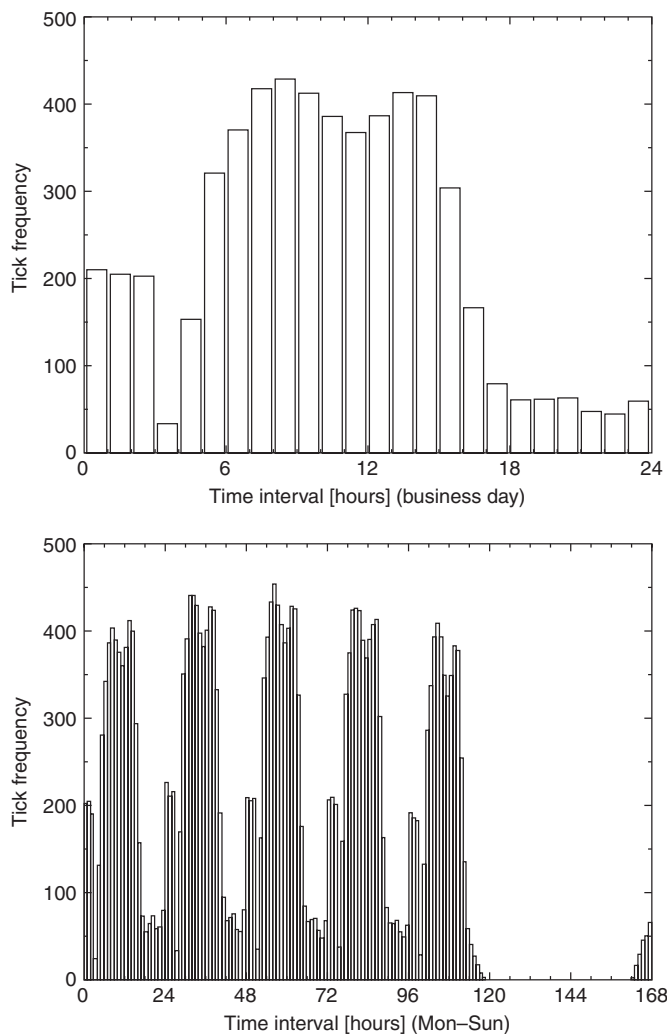 500
400
300
200
100
0
Tick frequency
0 6 12 18 24
Time interval [hours] (business day)
500
400
300
200
100
0
Tick frequency
0 24 48 72 96 120 144 168
Time interval [hours] (Mon–Sun)